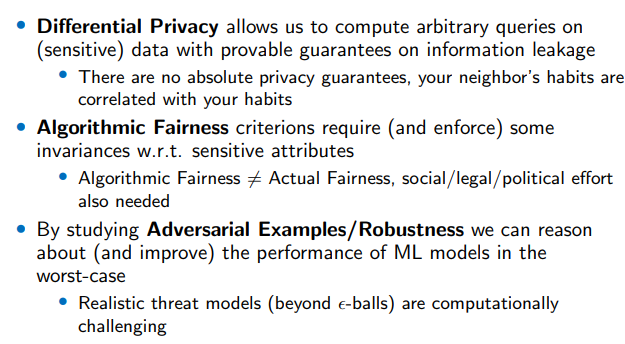 • Differential Privacy allows us to compute arbitrary queries on
(sensitive) data with provable guarantees on information leakage
• There are no absolute privacy guarantees, your neighbor's habits are
correlated with your habits
• Algorithmic Fairness criterions require (and enforce) some
invariances w.r.t. sensitive attributes
• Algorithmic Fairness ≠ Actual Fairness, social/legal/political effort
also needed
• By studying Adversarial Examples/Robustness we can reason
about (and improve) the performance of ML models in the
worst-case
• Realistic threat models (beyond ϵ-balls) are computationally
challenging